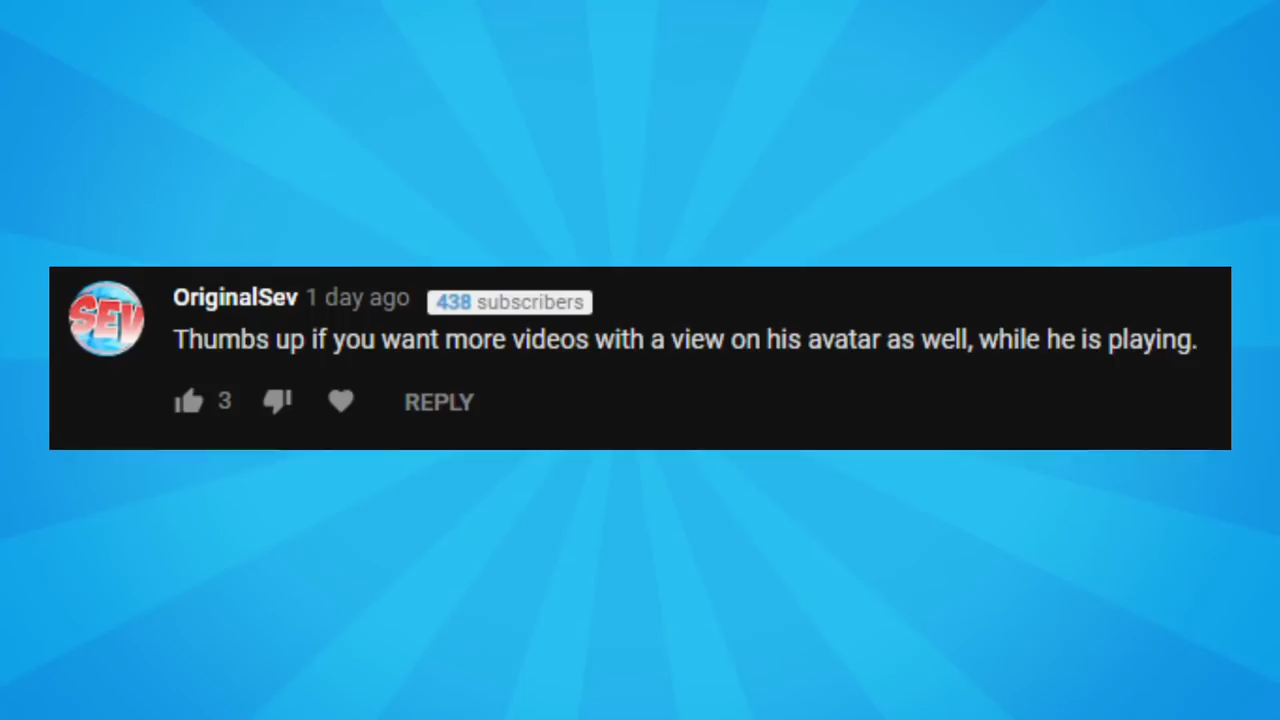 SEV
OriginalSev 1 day ago 438 subscribers
Thumbs up if you want more videos with a view on his avatar as well, while he is playing.
3 REPLY